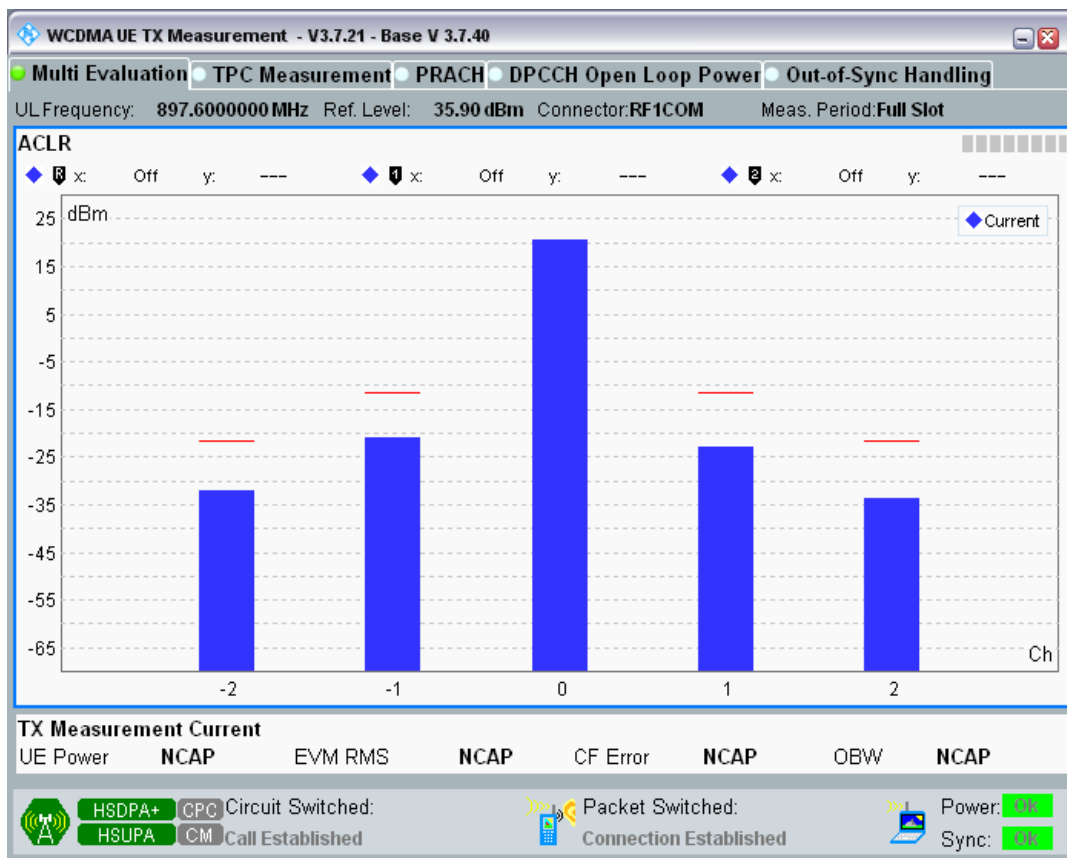 WCDMA UE TX Measurement - V3.7.21 - Base V 3.7.40
Multi Evaluation TPC Measurement PRACH DPCCH Open Loop Power Out-of-Sync Handling
UL Frequency: 897.6000000 MHz Ref. Level: 35.90 dBm Connector:RF1COM Meas. Period:Full Slot
ACLR
R x: Off y: --- 1 x: Off y: --- 2 x: Off y: ---
25 dBm
Current
15
5
-5
-15
-25
-35
-45
-55
-65
Ch
-2 -1 0 1 2
TX Measurement Current
UE Power NCAP EVM RMS NCAP CF Error NCAP OBW NCAP
HSDPA+ CPC Circuit Switched: Packet Switched: Power: Ok
HSUPA CM Call Established Connection Established Sync: Ok